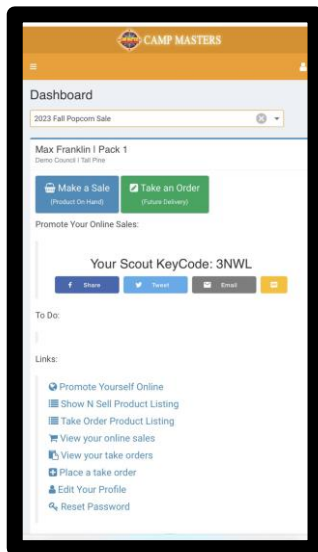 CAMP MASTERS
Dashboard
2023 Fall Popcorn Sale
Max Franklin | Pack 1
Demo Council | Tall Pine
Make a Sale
(Product On Hand)
Take an Order
(Future Delivery)
Promote Your Online Sales:
Your Scout KeyCode: 3NWL
Share
Tweet
Email
To Do:
Links:
Promote Yourself Online
Show N Sell Product Listing
Take Order Product Listing
View your online sales
View your take orders
Place a take order
Edit Your Profile
Reset Password